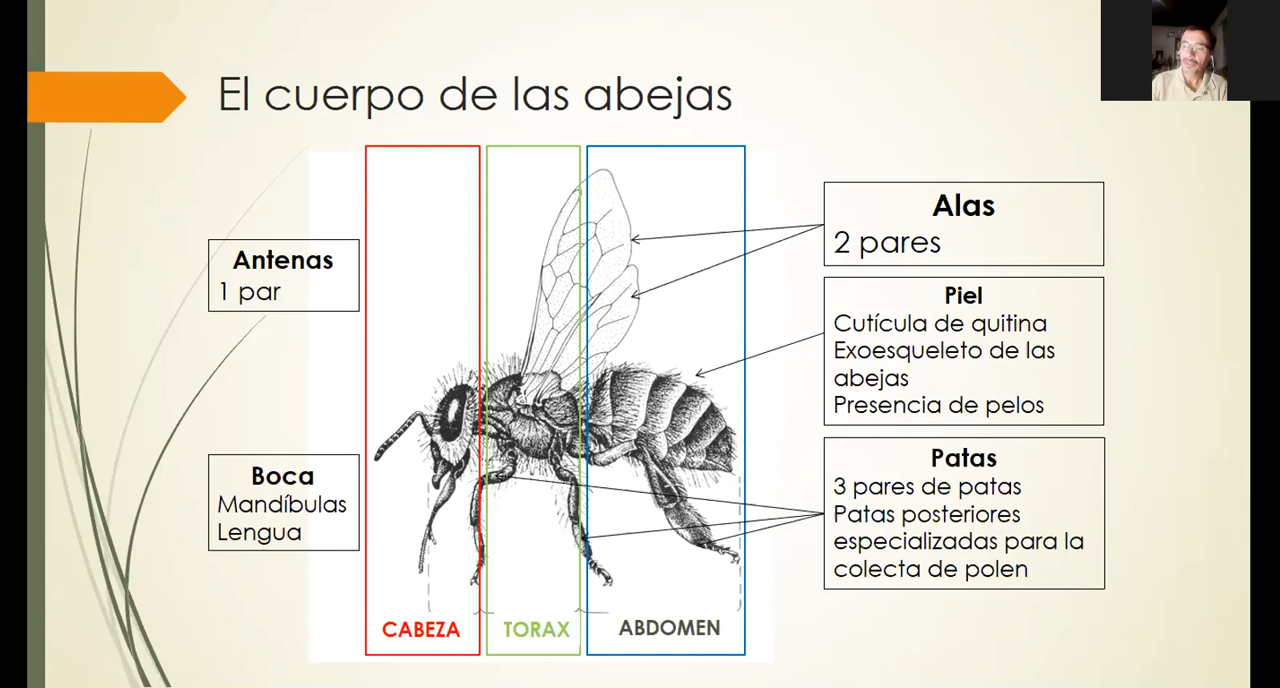 El cuerpo de las abejas
Antenas
1 par
Boca
Mandíbulas
Lengua
Alas
2 pares
Piel
Cutícula de quitina
Exoesqueleto de las
abejas
Presencia de pelos
Patas
3 pares de patas
Patas posteriores
especializadas para la
colecta de polen
CABEZA
TORAX
ABDOMEN